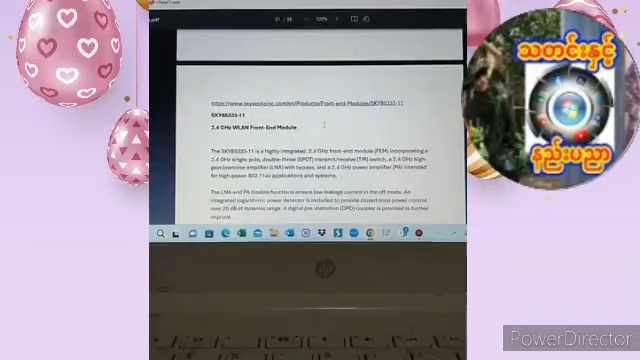 31 / 58
100%
https://www.skyworksinc.com/en/Products/Front-end-Modules/SKY85333-11
SKY85333-11
2.4 GHz WLAN Front-End Module
The SKY85333-11 is a highly integrated, 2.4 GHz front-end module (FEM) incorporating a
2.4 GHz single-pole, double-throw (SPDT) transmit/receive (T/R) switch, a 2.4 GHz high-
gain low-noise amplifier (LNA) with bypass, and a 2.4 GHz power amplifier (PA) intended
for high-power 802.11ax applications and systems.
The LNA and PA disable functions ensure low leakage current in the off mode. An
integrated logarithmic power detector is included to provide closed-loop power control
over 20 dB of dynamic range. A digital pre-distortion (DPD) coupler is provided to further
improve
hp
သတင်းနှင့်
နည်းပညာ
PowerDirector